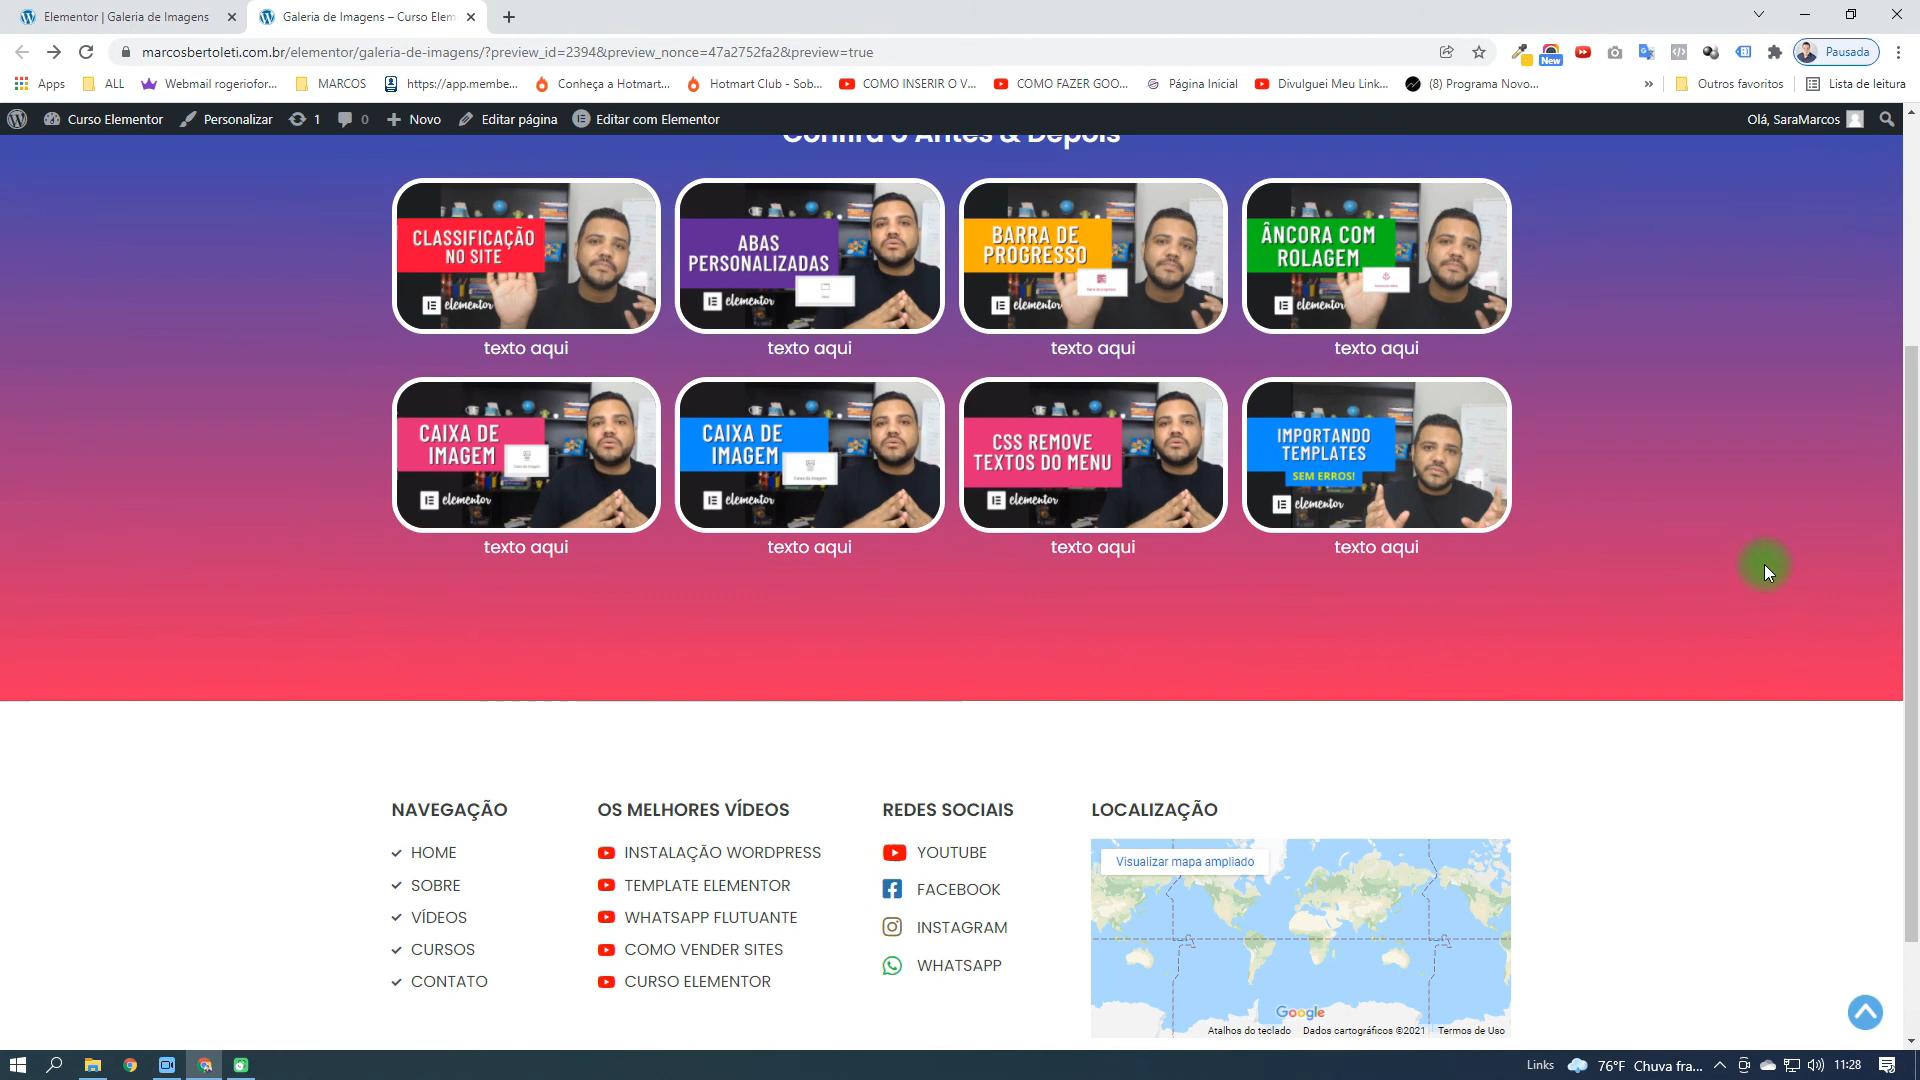 Elementor | Galeria de Imagens
Galeria de Imagens – Curso Elem
marcosbertoleti.com.br/elementor/galeria-de-imagens/?preview_id=2394&preview_nonce=47a2752fa2&preview=true
New
Pausada
Apps
ALL
Webmail rogeriofor...
MARCOS
https://app.membe...
Conheça a Hotmart...
Hotmart Club - Sob...
COMO INSERIR O V...
COMO FAZER GOO...
Página Inicial
Divulguei Meu Link...
(8) Programa Novo...
»
Outros favoritos
Lista de leitura
Curso Elementor
Personalizar
1
0
Novo
Editar página
Editar com Elementor
Olá, SaraMarcos
Confira o Antes & Depois
CLASSIFICAÇÃO
NO SITE
elementor
ABAS
PERSONALIZADAS
elementor
BARRA DE
PROGRESSO
elementor
ÂNCORA COM
ROLAGEM
elementor
texto aqui
texto aqui
texto aqui
texto aqui
CAIXA DE
IMAGEM
elementor
CAIXA DE
IMAGEM
elementor
CSS REMOVE
TEXTOS DO MENU
elementor
IMPORTANDO
TEMPLATES
SEM ERROS!
elementor
texto aqui
texto aqui
texto aqui
texto aqui
NAVEGAÇÃO
HOME
SOBRE
VÍDEOS
CURSOS
CONTATO
OS MELHORES VÍDEOS
INSTALAÇÃO WORDPRESS
TEMPLATE ELEMENTOR
WHATSAPP FLUTUANTE
COMO VENDER SITES
CURSO ELEMENTOR
REDES SOCIAIS
YOUTUBE
FACEBOOK
INSTAGRAM
WHATSAPP
LOCALIZAÇÃO
Visualizar mapa ampliado
Google
Atalhos do teclado
Dados cartográficos ©2021
Termos de Uso
Links
76°F
Chuva fra...
11:28